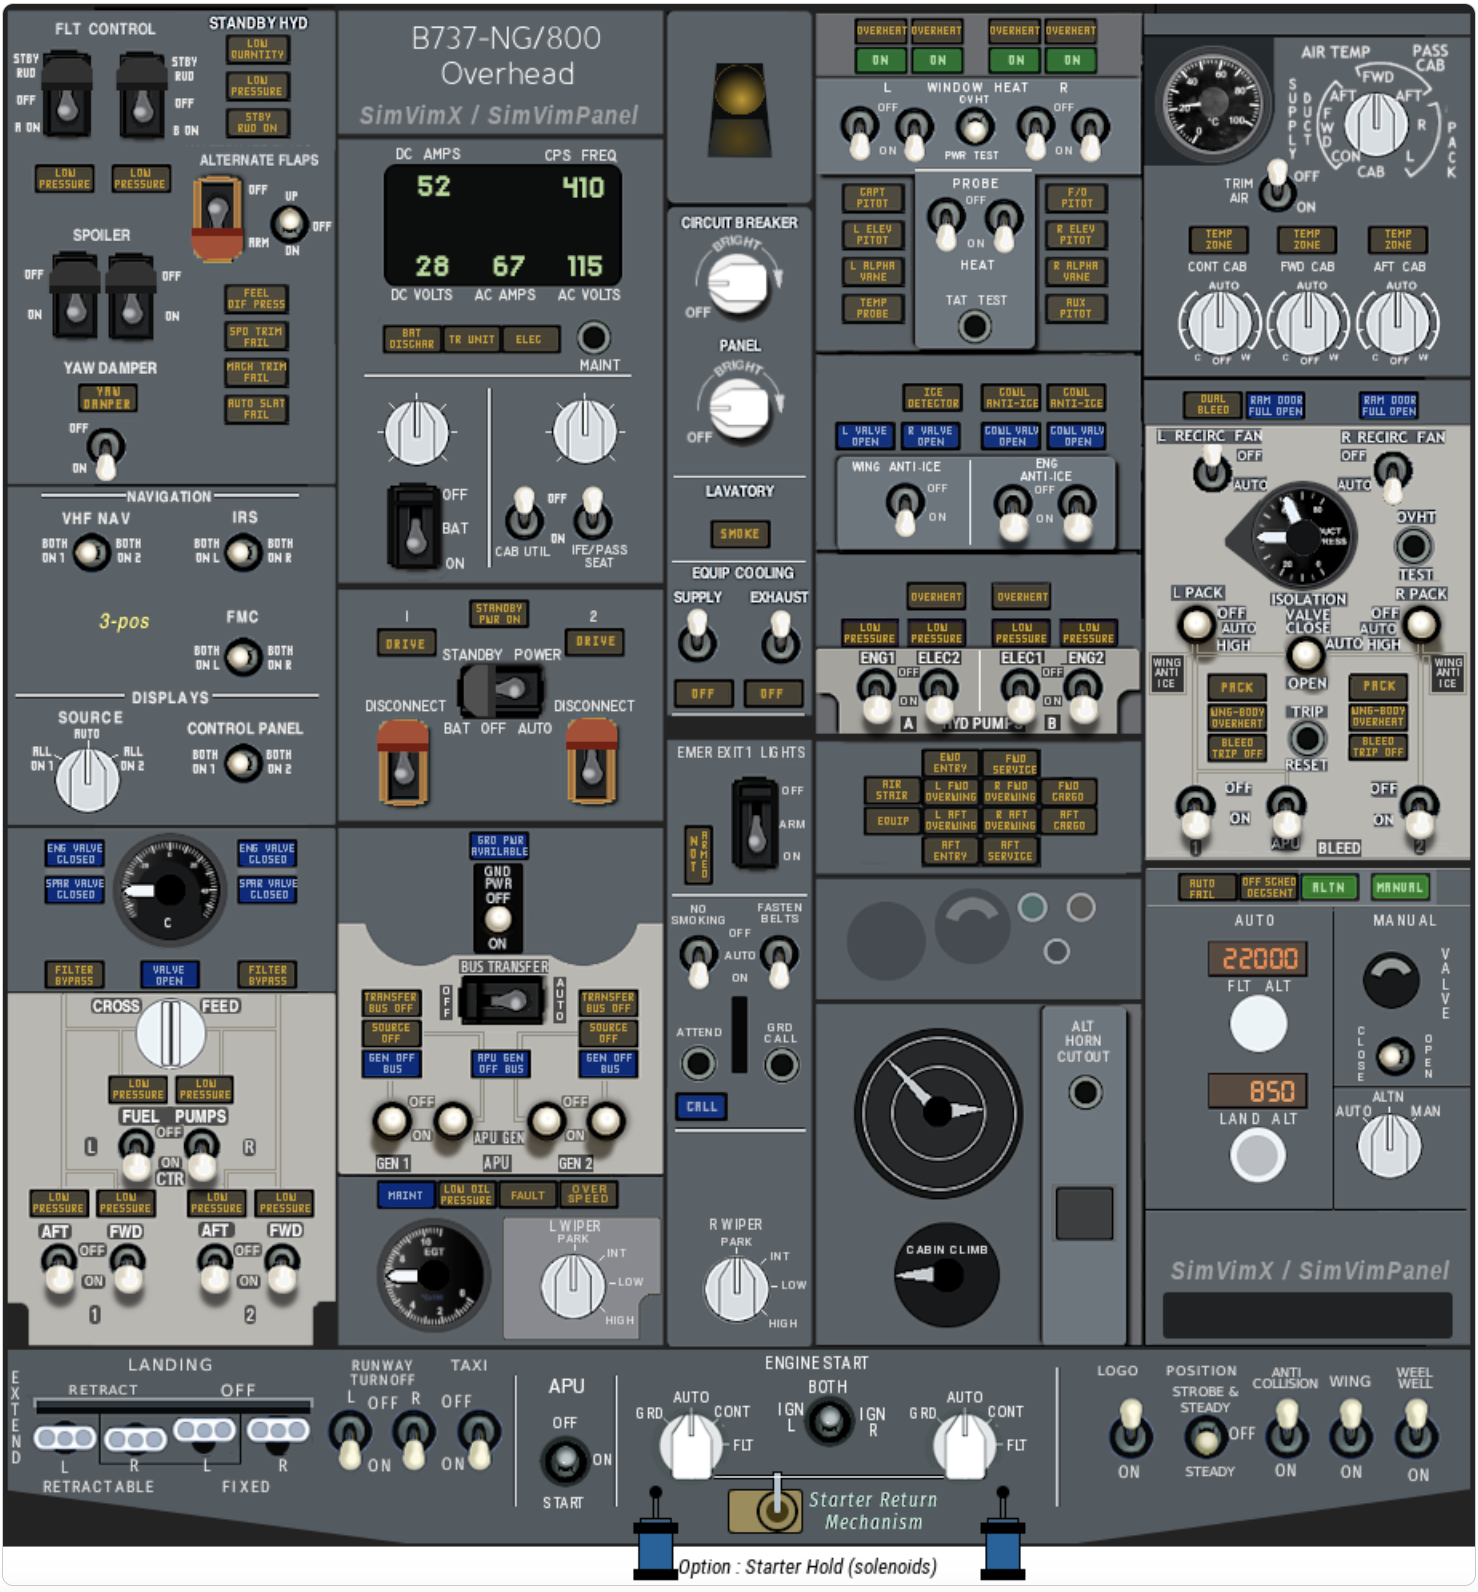 FLT CONTROL
STANDBY HYD
STBY
RUD
OFF
A ON
STBY
RUD
OFF
B ON
LOW
QUANTITY
LOW
PRESSURE
STBY
RUD ON
LOW
PRESSURE
LOW
PRESSURE
ALTERNATE FLAPS
OFF
ARM
UP
OFF
ON
SPOILER
OFF
ON
OFF
ON
FEEL
DIF PRESS
SPD TRIM
FAIL
MACH TRIM
FAIL
AUTO SLAT
FAIL
YAW DAMPER
YAW
DAMPER
OFF
ON
NAVIGATION
VHF NAV
IRS
BOTH
ON 1
BOTH
ON 2
BOTH
ON L
BOTH
ON R
3-pos
FMC
BOTH
ON L
BOTH
ON R
DISPLAYS
SOURCE
AUTO
ALL
ON 1
ALL
ON 2
CONTROL PANEL
BOTH
ON 1
BOTH
ON 2
ENG VALVE
CLOSED
SPAR VALVE
CLOSED
ENG VALVE
CLOSED
SPAR VALVE
CLOSED
C
FILTER
BYPASS
VALVE
OPEN
FILTER
BYPASS
CROSS FEED
LOW
PRESSURE
LOW
PRESSURE
FUEL PUMPS
L
OFF
ON
R
CTR
LOW
PRESSURE
LOW
PRESSURE
LOW
PRESSURE
LOW
PRESSURE
AFT
FWD
AFT
FWD
OFF
ON
OFF
ON
1
2
B737-NG/800
Overhead
SimVimX / SimVimPanel
DC AMPS
CPS FREQ
52
410
28
67
115
DC VOLTS
AC AMPS
AC VOLTS
BAT
DISCHAR
TR UNIT
ELEC
MAINT
OFF
BAT
ON
OFF
ON
CAB UTIL
IFE/PASS
SEAT
1
STANDBY
PWR ON
2
DRIVE
DRIVE
STANDBY POWER
DISCONNECT
DISCONNECT
BAT OFF AUTO
GRD PWR
AVAILABLE
GND
PWR
OFF
ON
BUS TRANSFER
OFF
AUTO
TRANSFER
BUS OFF
SOURCE
OFF
GEN OFF
BUS
APU GEN
OFF BUS
TRANSFER
BUS OFF
SOURCE
OFF
GEN OFF
BUS
OFF
ON
APU GEN
OFF
ON
GEN 1
APU
GEN 2
MAINT
LOW OIL
PRESSURE
FAULT
OVER
SPEED
EGT
L WIPER
PARK
INT
LOW
HIGH
CIRCUIT BREAKER
BRIGHT
OFF
PANEL
BRIGHT
OFF
LAVATORY
SMOKE
EQUIP COOLING
SUPPLY
EXHAUST
OFF
OFF
EMER EXIT1 LIGHTS
OFF
ARM
ON
NOT
ARMED
NO
SMOKING
FASTEN
BELTS
OFF
AUTO
ON
ATTEND
GRD
CALL
CALL
R WIPER
PARK
INT
LOW
HIGH
OVERHEAT
OVERHEAT
OVERHEAT
OVERHEAT
ON
ON
ON
ON
L
WINDOW HEAT
R
OFF
ON
OVHT
PWR TEST
OFF
ON
PROBE
OFF
ON
HEAT
TAT TEST
CAPT
PITOT
L ELEV
PITOT
L ALPHA
VANE
TEMP
PROBE
F/O
PITOT
R ELEV
PITOT
R ALPHA
VANE
AUX
PITOT
ICE
DETECTOR
COWL
ANTI-ICE
COWL
ANTI-ICE
L VALVE
OPEN
R VALVE
OPEN
COWL VALV
OPEN
COWL VALV
OPEN
WING ANTI-ICE
ENG
ANTI-ICE
OFF
ON
OFF
ON
OVERHEAT
OVERHEAT
LOW
PRESSURE
LOW
PRESSURE
LOW
PRESSURE
LOW
PRESSURE
ENG1
ELEC2
ELEC1
ENG2
OFF
ON
OFF
ON
A
HYD PUMPS
B
FWD
ENTRY
FWD
SERVICE
AIR
STAIR
L FWD
OVERWING
R FWD
OVERWING
FWD
CARGO
EQUIP
L AFT
OVERWING
R AFT
OVERWING
AFT
CARGO
AFT
ENTRY
AFT
SERVICE
ALT
HORN
CUTOUT
CABIN CLIMB
AIR TEMP
PASS
CAB
SUPPLY
DUCT
FWD
AFT
AFT
FWD
R
L
CON
CAB
PACK
°C
TRIM
AIR
OFF
ON
TEMP
ZONE
TEMP
ZONE
TEMP
ZONE
CONT CAB
FWD CAB
AFT CAB
AUTO
AUTO
AUTO
C OFF W
C OFF W
C OFF W
DUAL
BLEED
RAM DOOR
FULL OPEN
RAM DOOR
FULL OPEN
L RECIRC FAN
R RECIRC FAN
OFF
AUTO
OFF
AUTO
OVHT
TEST
L PACK
R PACK
OFF
AUTO
HIGH
ISOLATION
VALVE
CLOSE
AUTO
OPEN
OFF
AUTO
HIGH
WING
ANTI
ICE
WING
ANTI
ICE
PACK
WNG-BODY
OVERHEAT
BLEED
TRIP OFF
TRIP
RESET
PACK
WNG-BODY
OVERHEAT
BLEED
TRIP OFF
OFF
ON
OFF
ON
1
APU
BLEED
2
AUTO
FAIL
OFF SCHED
DECSENT
ALTN
MANUAL
AUTO
MANUAL
22000
FLT ALT
VALVE
850
LAND ALT
CLOSE
OPEN
ALTN
AUTO
MAN
SimVimX / SimVimPanel
EXTEND
LANDING
RETRACT
OFF
L
R
L
R
RETRACTABLE
FIXED
RUNWAY
TURNOFF
TAXI
L OFF R
ON
OFF
ON
APU
OFF
ON
START
ENGINE START
AUTO
GRD
CONT
FLT
BOTH
IGN
L
IGN
R
AUTO
GRD
CONT
FLT
Starter Return
Mechanism
Option : Starter Hold (solenoids)
LOGO
ON
POSITION
STROBE &
STEADY
OFF
STEADY
ANTI
COLLISION
ON
WING
ON
WEEL
WELL
ON